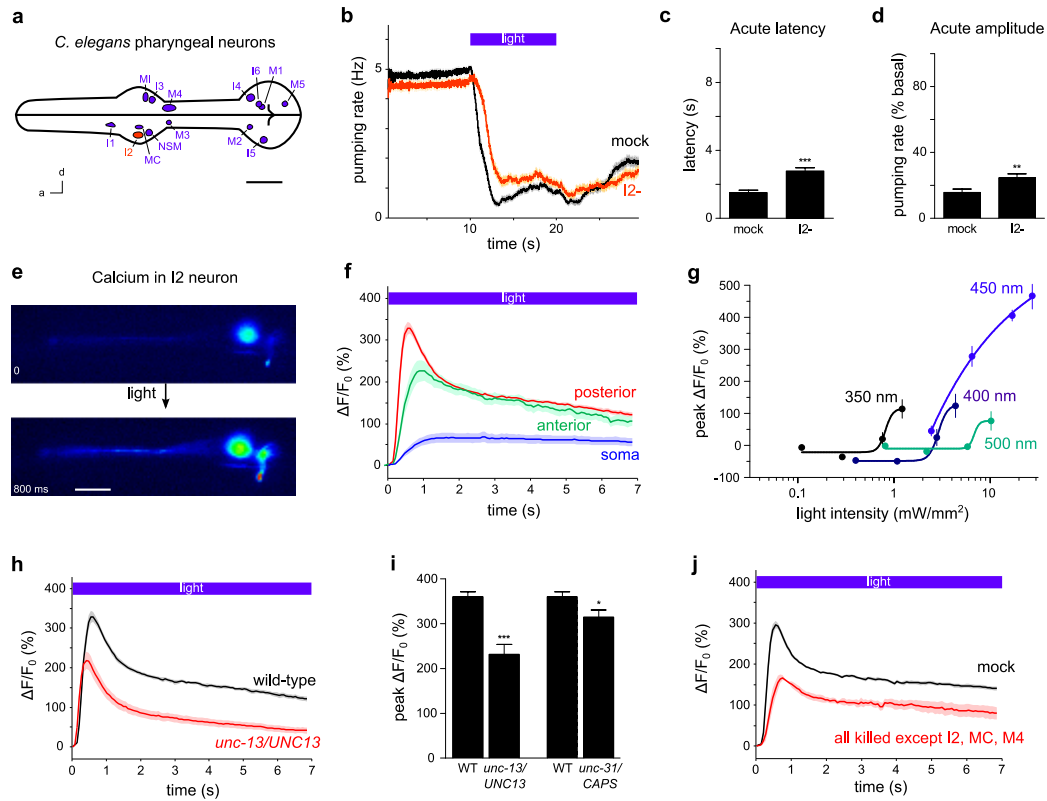 a
C. elegans pharyngeal neurons
MI
I3
M4
I4
I6
M1
M5
I1
I2
MC
NSM
M3
M2
I5
d
a
b
light
pumping rate (Hz)
5
0
0
10
20
time (s)
mock
I2-
c
Acute latency
latency (s)
9
6
3
0
mock
I2-
***
d
Acute amplitude
pumping rate (% basal)
80
60
40
20
0
mock
I2-
**
e
Calcium in I2 neuron
0
light
800 ms
f
light
ΔF/F0 (%)
400
300
200
100
0
0 1 2 3 4 5 6 7
time (s)
posterior
anterior
soma
g
peak ΔF/F0 (%)
500
400
300
200
100
0
-100
0.1 1 10
light intensity (mW/mm2)
350 nm
400 nm
450 nm
500 nm
h
light
ΔF/F0 (%)
400
300
200
100
0
0 1 2 3 4 5 6 7
time (s)
wild-type
unc-13/UNC13
i
peak ΔF/F0 (%)
400
300
200
100
300
WT
unc-13/
UNC13
WT
unc-31/
CAPS
***
*
j
light
ΔF/F0 (%)
400
300
200
100
0
0 1 2 3 4 5 6 7
time (s)
mock
all killed except I2, MC, M4